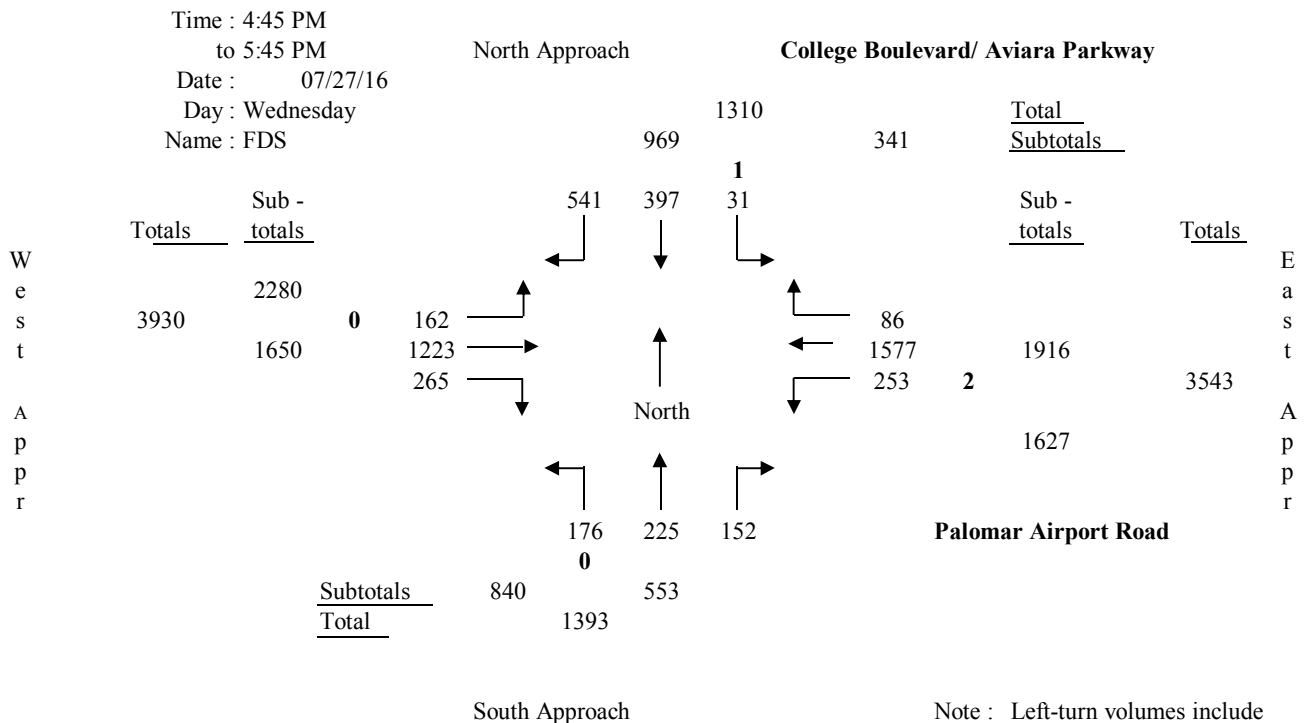 Time : 4:45 PM
to 5:45 PM North Approach College Boulevard/ Aviara Parkway
Date : 07/27/16
Day : Wednesday 1310 Total
Name : FDS 969 341 Subtotals
1
Sub - 541 397 31 Sub -
Totals totals totals Totals
W E
e 2280 a
s 3930 0 162 86 s
t 1650 1223 1577 1916 t
265 253 2 3543
A North A
p 1627 p
p p
r r
176 225 152 Palomar Airport Road
0
Subtotals 840 553
Total 1393
South Approach Note : Left-turn volumes include